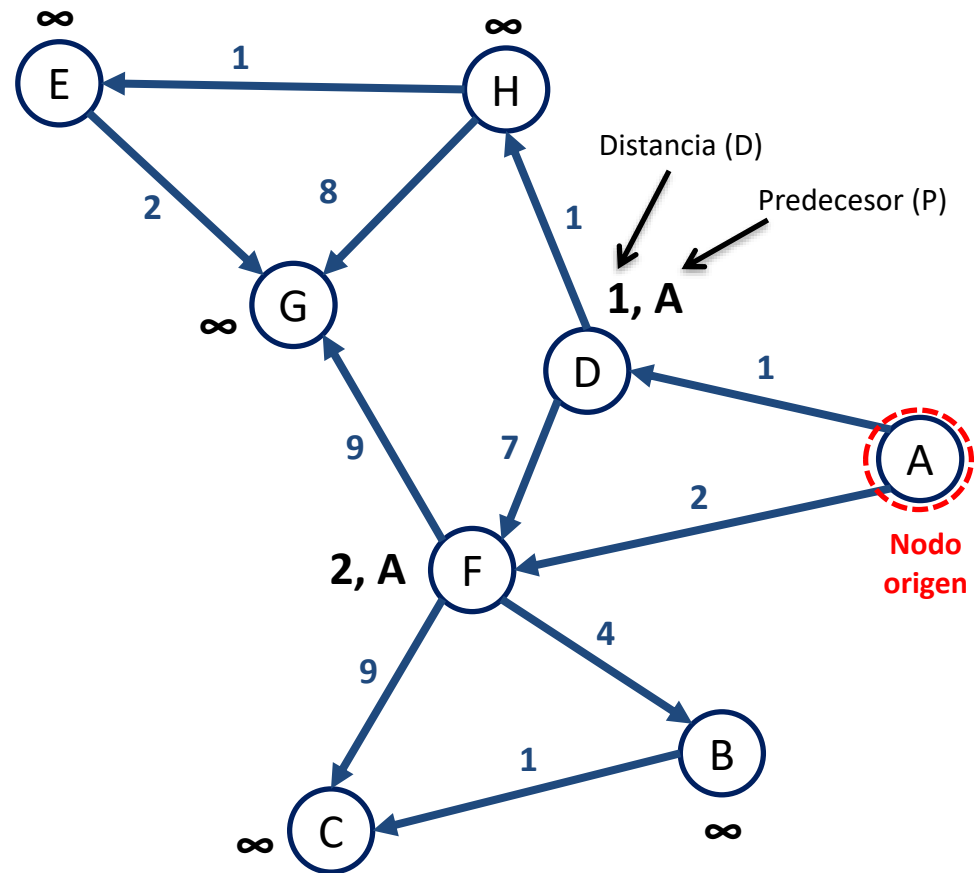 ∞
∞
E
1
H
Distancia (D)
Predecesor (P)
2
8
1
1, A
G
∞
D
1
A
9
7
2
Nodo
origen
2, A
F
4
9
B
1
C
∞
∞